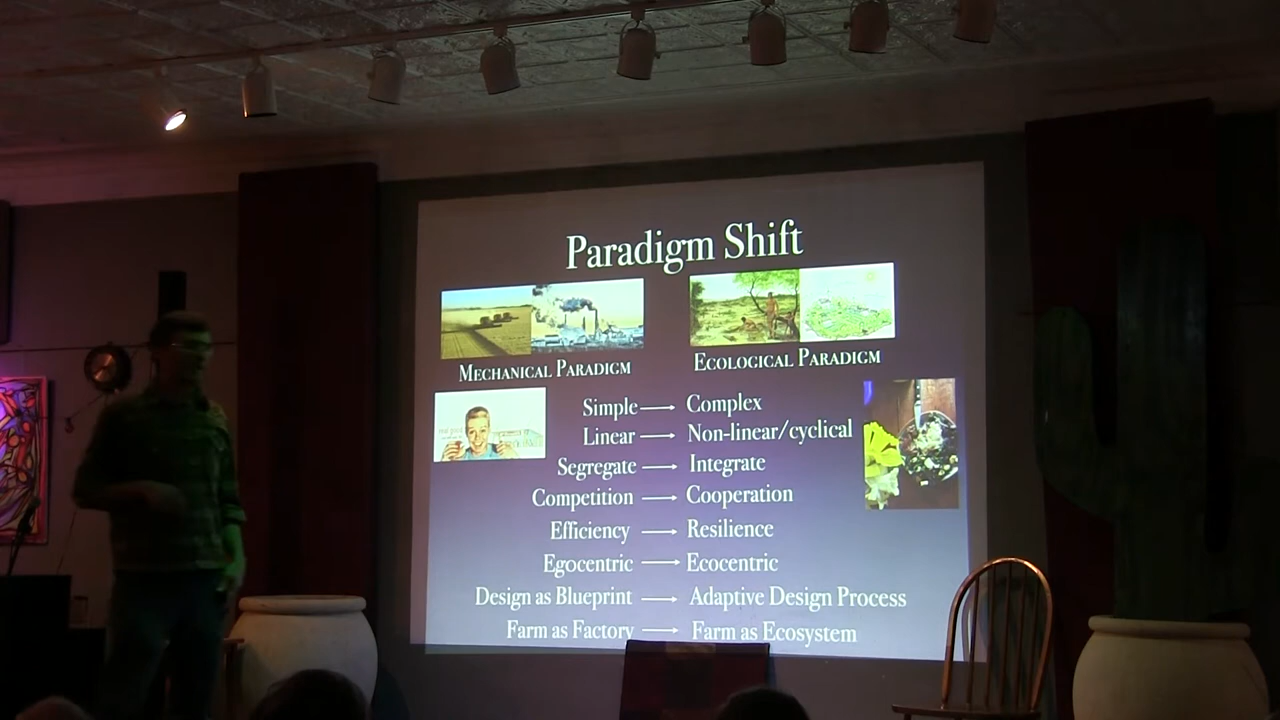 Paradigm Shift
Mechanical Paradigm
Ecological Paradigm
Simple → Complex
Linear → Non-linear/cyclical
Segregate → Integrate
Competition → Cooperation
Efficiency → Resilience
Egocentric → Ecocentric
Design as Blueprint → Adaptive Design Process
Farm as Factory → Farm as Ecosystem